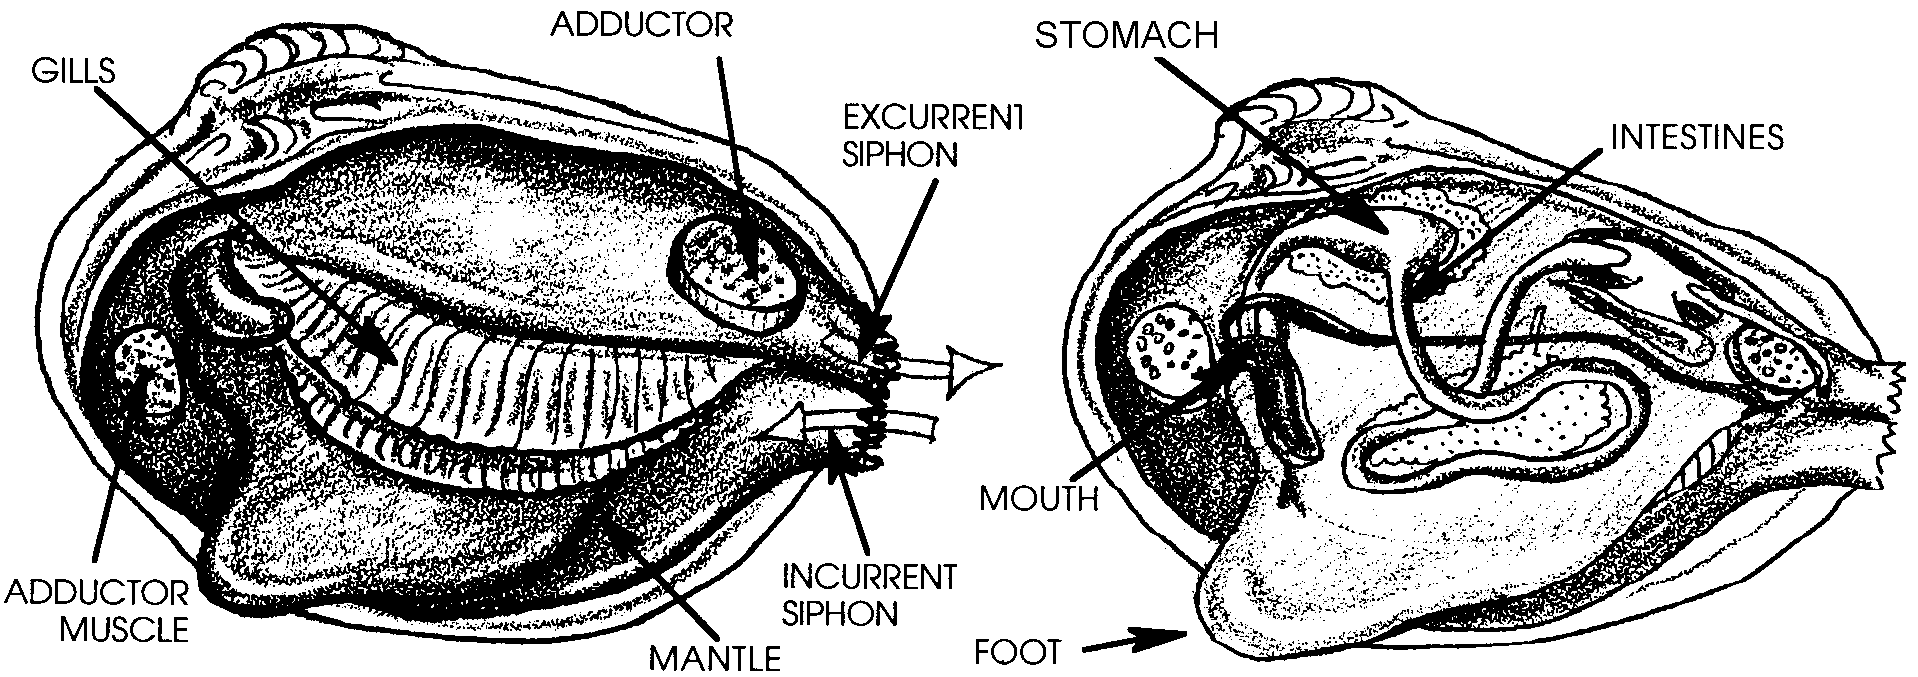 ADDUCTOR
GILLS
EXCURRENT
SIPHON
ADDUCTOR
MUSCLE
INCURRENT
SIPHON
MANTLE
STOMACH
INTESTINES
MOUTH
FOOT